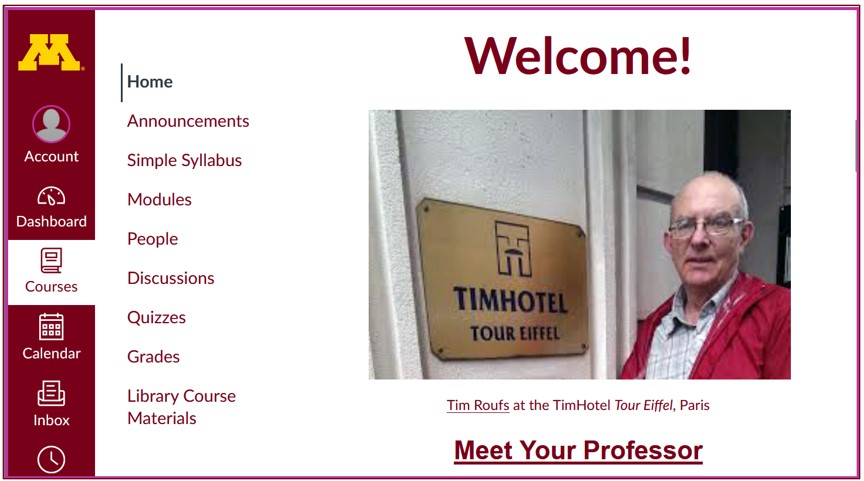 M
Account
Dashboard
Courses
Calendar
Inbox
Home
Announcements
Simple Syllabus
Modules
People
Discussions
Quizzes
Grades
Library Course
Materials
Welcome!
TIMHOTEL
TOUR EIFFEL
Tim Roufs at the TimHotel Tour Eiffel, Paris
Meet Your Professor